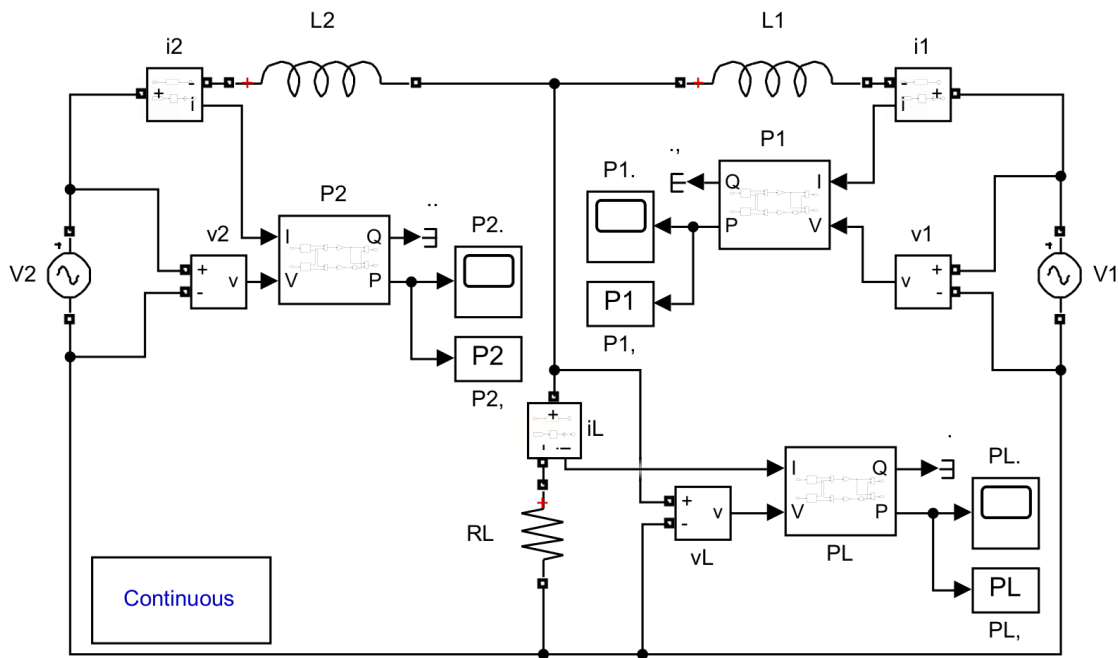 L2
L1
i2
i1
+
-
i
+
-
+
i
+
P2
..
P2.
I
Q
V
P
v2
+
-
v
V2
P2
P2,
.,
P1
P1.
Q
I
P
V
P1
P1,
v1
v
+
-
V1
+
iL
-
i
+
RL
+
-
v
vL
I
Q
V
P
PL
.
PL.
PL
PL,
Continuous